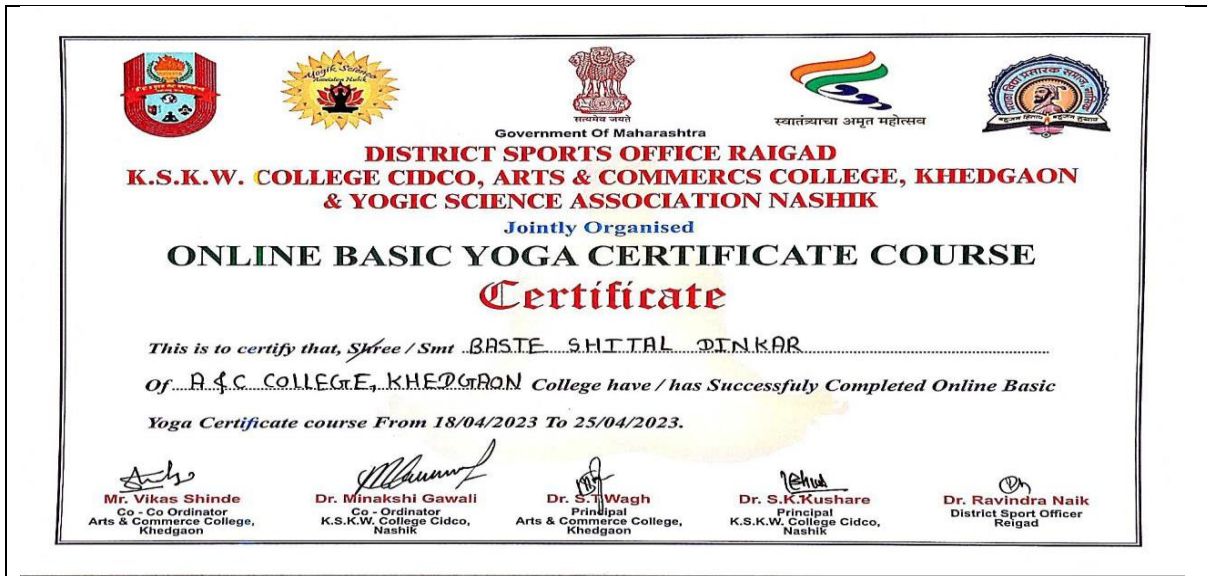 Yogik Science
Association Nashik
सत्यमेव जयते
Government Of Maharashtra
स्वातंत्र्याचा अमृत महोत्सव
DISTRICT SPORTS OFFICE RAIGAD
K.S.K.W. COLLEGE CIDCO, ARTS & COMMERCS COLLEGE, KHEDGAON
& YOGIC SCIENCE ASSOCIATION NASHIK
Jointly Organised
ONLINE BASIC YOGA CERTIFICATE COURSE
Certificate
This is to certify that, Shree / Smt BASTE SHITAL DINKAR
Of A & C COLLEGE, KHEDGAON College have / has Successfuly Completed Online Basic
Yoga Certificate course From 18/04/2023 To 25/04/2023.
Mr. Vikas Shinde Dr. Minakshi Gawali Dr. S.T Wagh Dr. S.K.Kushare Dr. Ravindra Naik
Co - Co Ordinator Co - Ordinator Principal Principal District Sport Officer
Arts & Commerce College, K.S.K.W. College Cidco, Arts & Commerce College, K.S.K.W. College Cidco, Reigad
Khedgaon Nashik Khedgaon Nashik